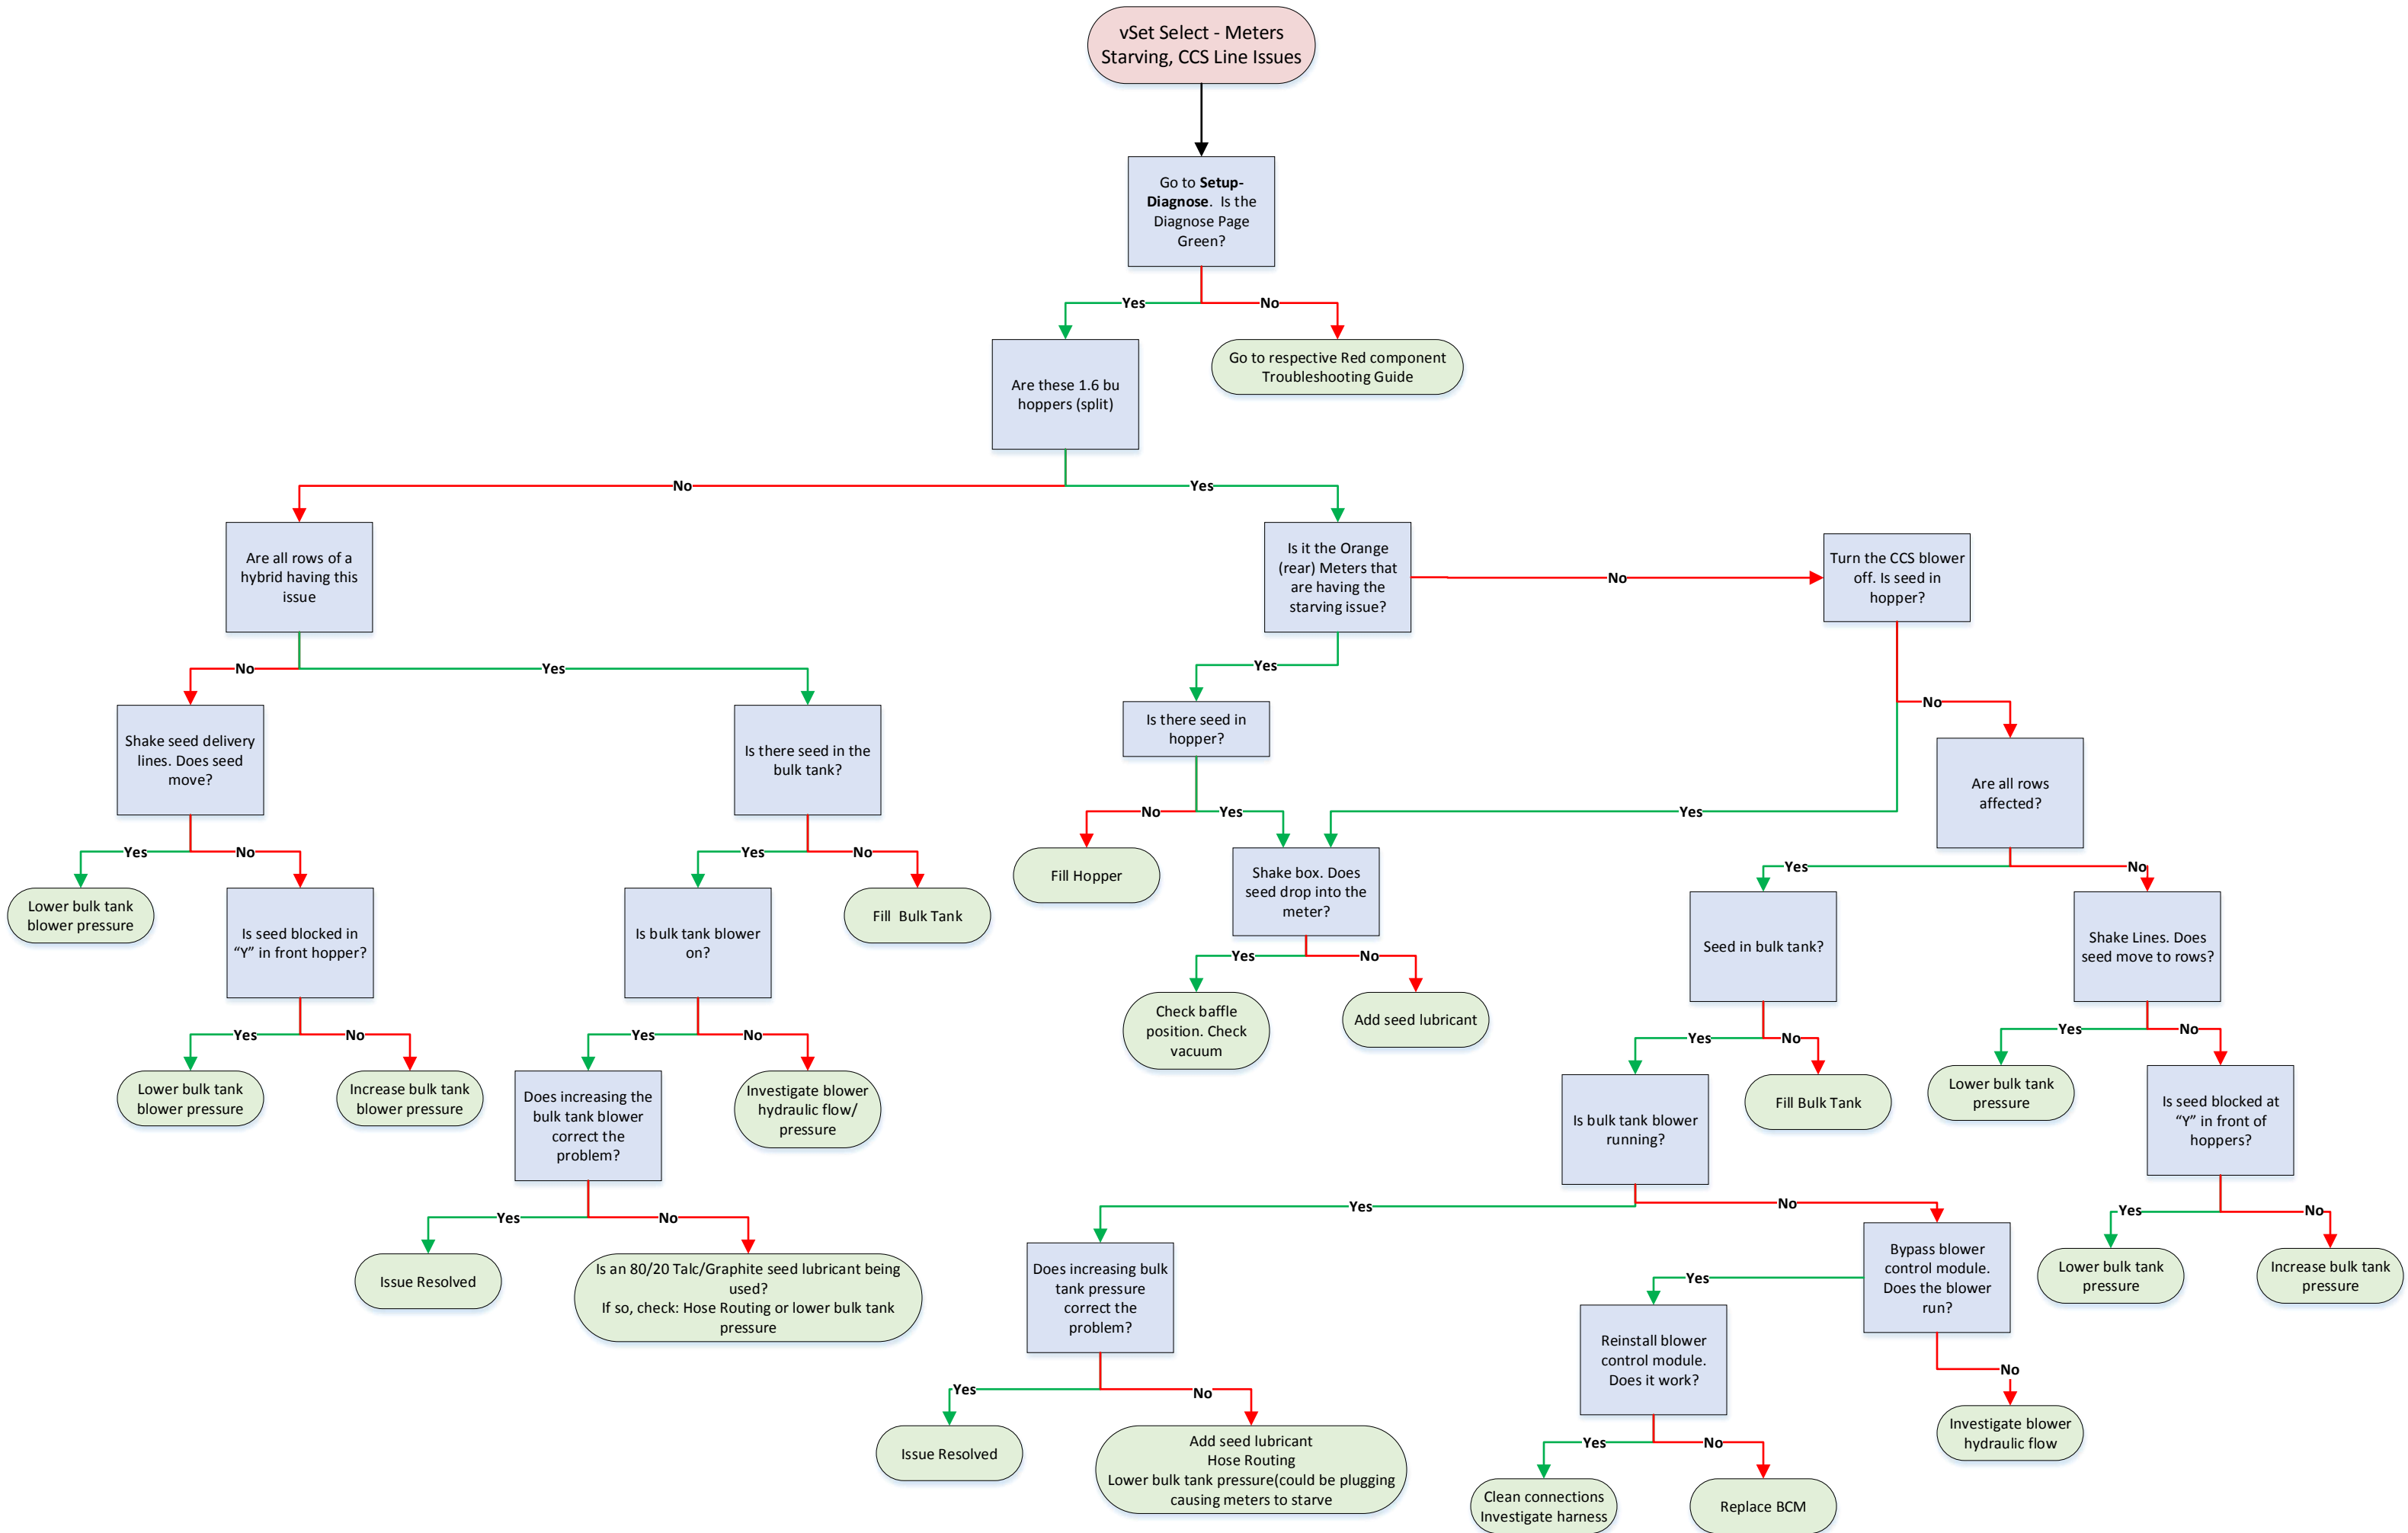 vSet Select - Meters
Starving, CCS Line Issues
Go to Setup-
Diagnose.  Is the
Diagnose Page
Green?
Yes
No
Go to respective Red component
Troubleshooting Guide
Are these 1.6 bu
hoppers (split)
No
Yes
Are all rows of a
hybrid having this
issue
Is it the Orange
(rear) Meters that
are having the
starving issue?
No
Turn the CCS blower
off. Is seed in
hopper?
No
Yes
Yes
No
Shake seed delivery
lines. Does seed
move?
Is there seed in the
bulk tank?
Is there seed in
hopper?
Are all rows
affected?
No
Yes
Yes
Yes
No
Yes
No
Yes
No
Lower bulk tank
blower pressure
Is seed blocked in
“Y” in front hopper?
Is bulk tank blower
on?
Fill  Bulk Tank
Fill Hopper
Shake box. Does
seed drop into the
meter?
Seed in bulk tank?
Shake Lines. Does
seed move to rows?
Yes
No
Yes
No
Yes
No
Yes
No
Yes
No
Lower bulk tank
blower pressure
Increase bulk tank
blower pressure
Does increasing the
bulk tank blower
correct the
problem?
Investigate blower
hydraulic flow/
pressure
Check baffle
position. Check
vacuum
Add seed lubricant
Is bulk tank blower
running?
Fill Bulk Tank
Lower bulk tank
pressure
Is seed blocked at
“Y” in front of
hoppers?
Yes
No
Yes
No
Yes
No
Issue Resolved
Is an 80/20 Talc/Graphite seed lubricant being
used?
If so, check: Hose Routing or lower bulk tank
pressure
Does increasing bulk
tank pressure
correct the
problem?
Bypass blower
control module.
Does the blower
run?
Lower bulk tank
pressure
Increase bulk tank
pressure
Yes
Reinstall blower
control module.
Does it work?
No
Investigate blower
hydraulic flow
Yes
No
Issue Resolved
Add seed lubricant
Hose Routing
Lower bulk tank pressure(could be plugging
causing meters to starve
Yes
No
Clean connections
Investigate harness
Replace BCM